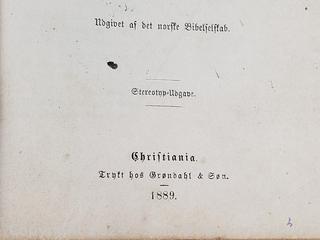 Udgivet af det norske Bibelselskab.
Stereotyp-Udgave.
Christiania.
Trykt hos Grøndahl & Søn.
1889.